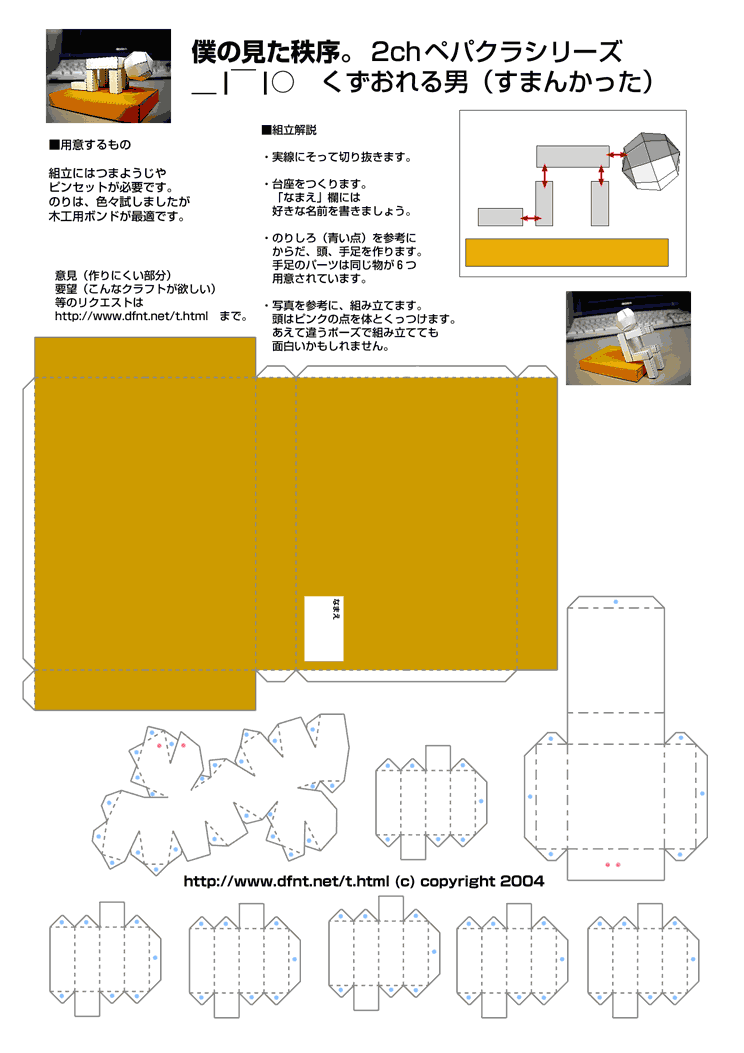 僕の見た秩序。 2chペパクラシリーズ
＿|￣|○　くずおれる男（すまんかった）
■用意するもの
組立にはつまようじや
ピンセットが必要です。
のりは、色々試しましたが
木工用ボンドが最適です。
意見（作りにくい部分）
要望（こんなクラフトが欲しい）
等のリクエストは
http://www.dfnt.net/t.html　まで。
■組立解説
・実線にそって切り抜きます。
・台座をつくります。
「なまえ」欄には
好きな名前を書きましょう。
・のりしろ（青い点）を参考に
からだ、頭、手足を作ります。
手足のパーツは同じ物が６つ
用意されています。
・写真を参考に、組み立てます。
頭はピンクの点を体とくっつけます。
あえて違うポーズで組み立てても
面白いかもしれません。
なまえ
http://www.dfnt.net/t.html (c) copyright 2004